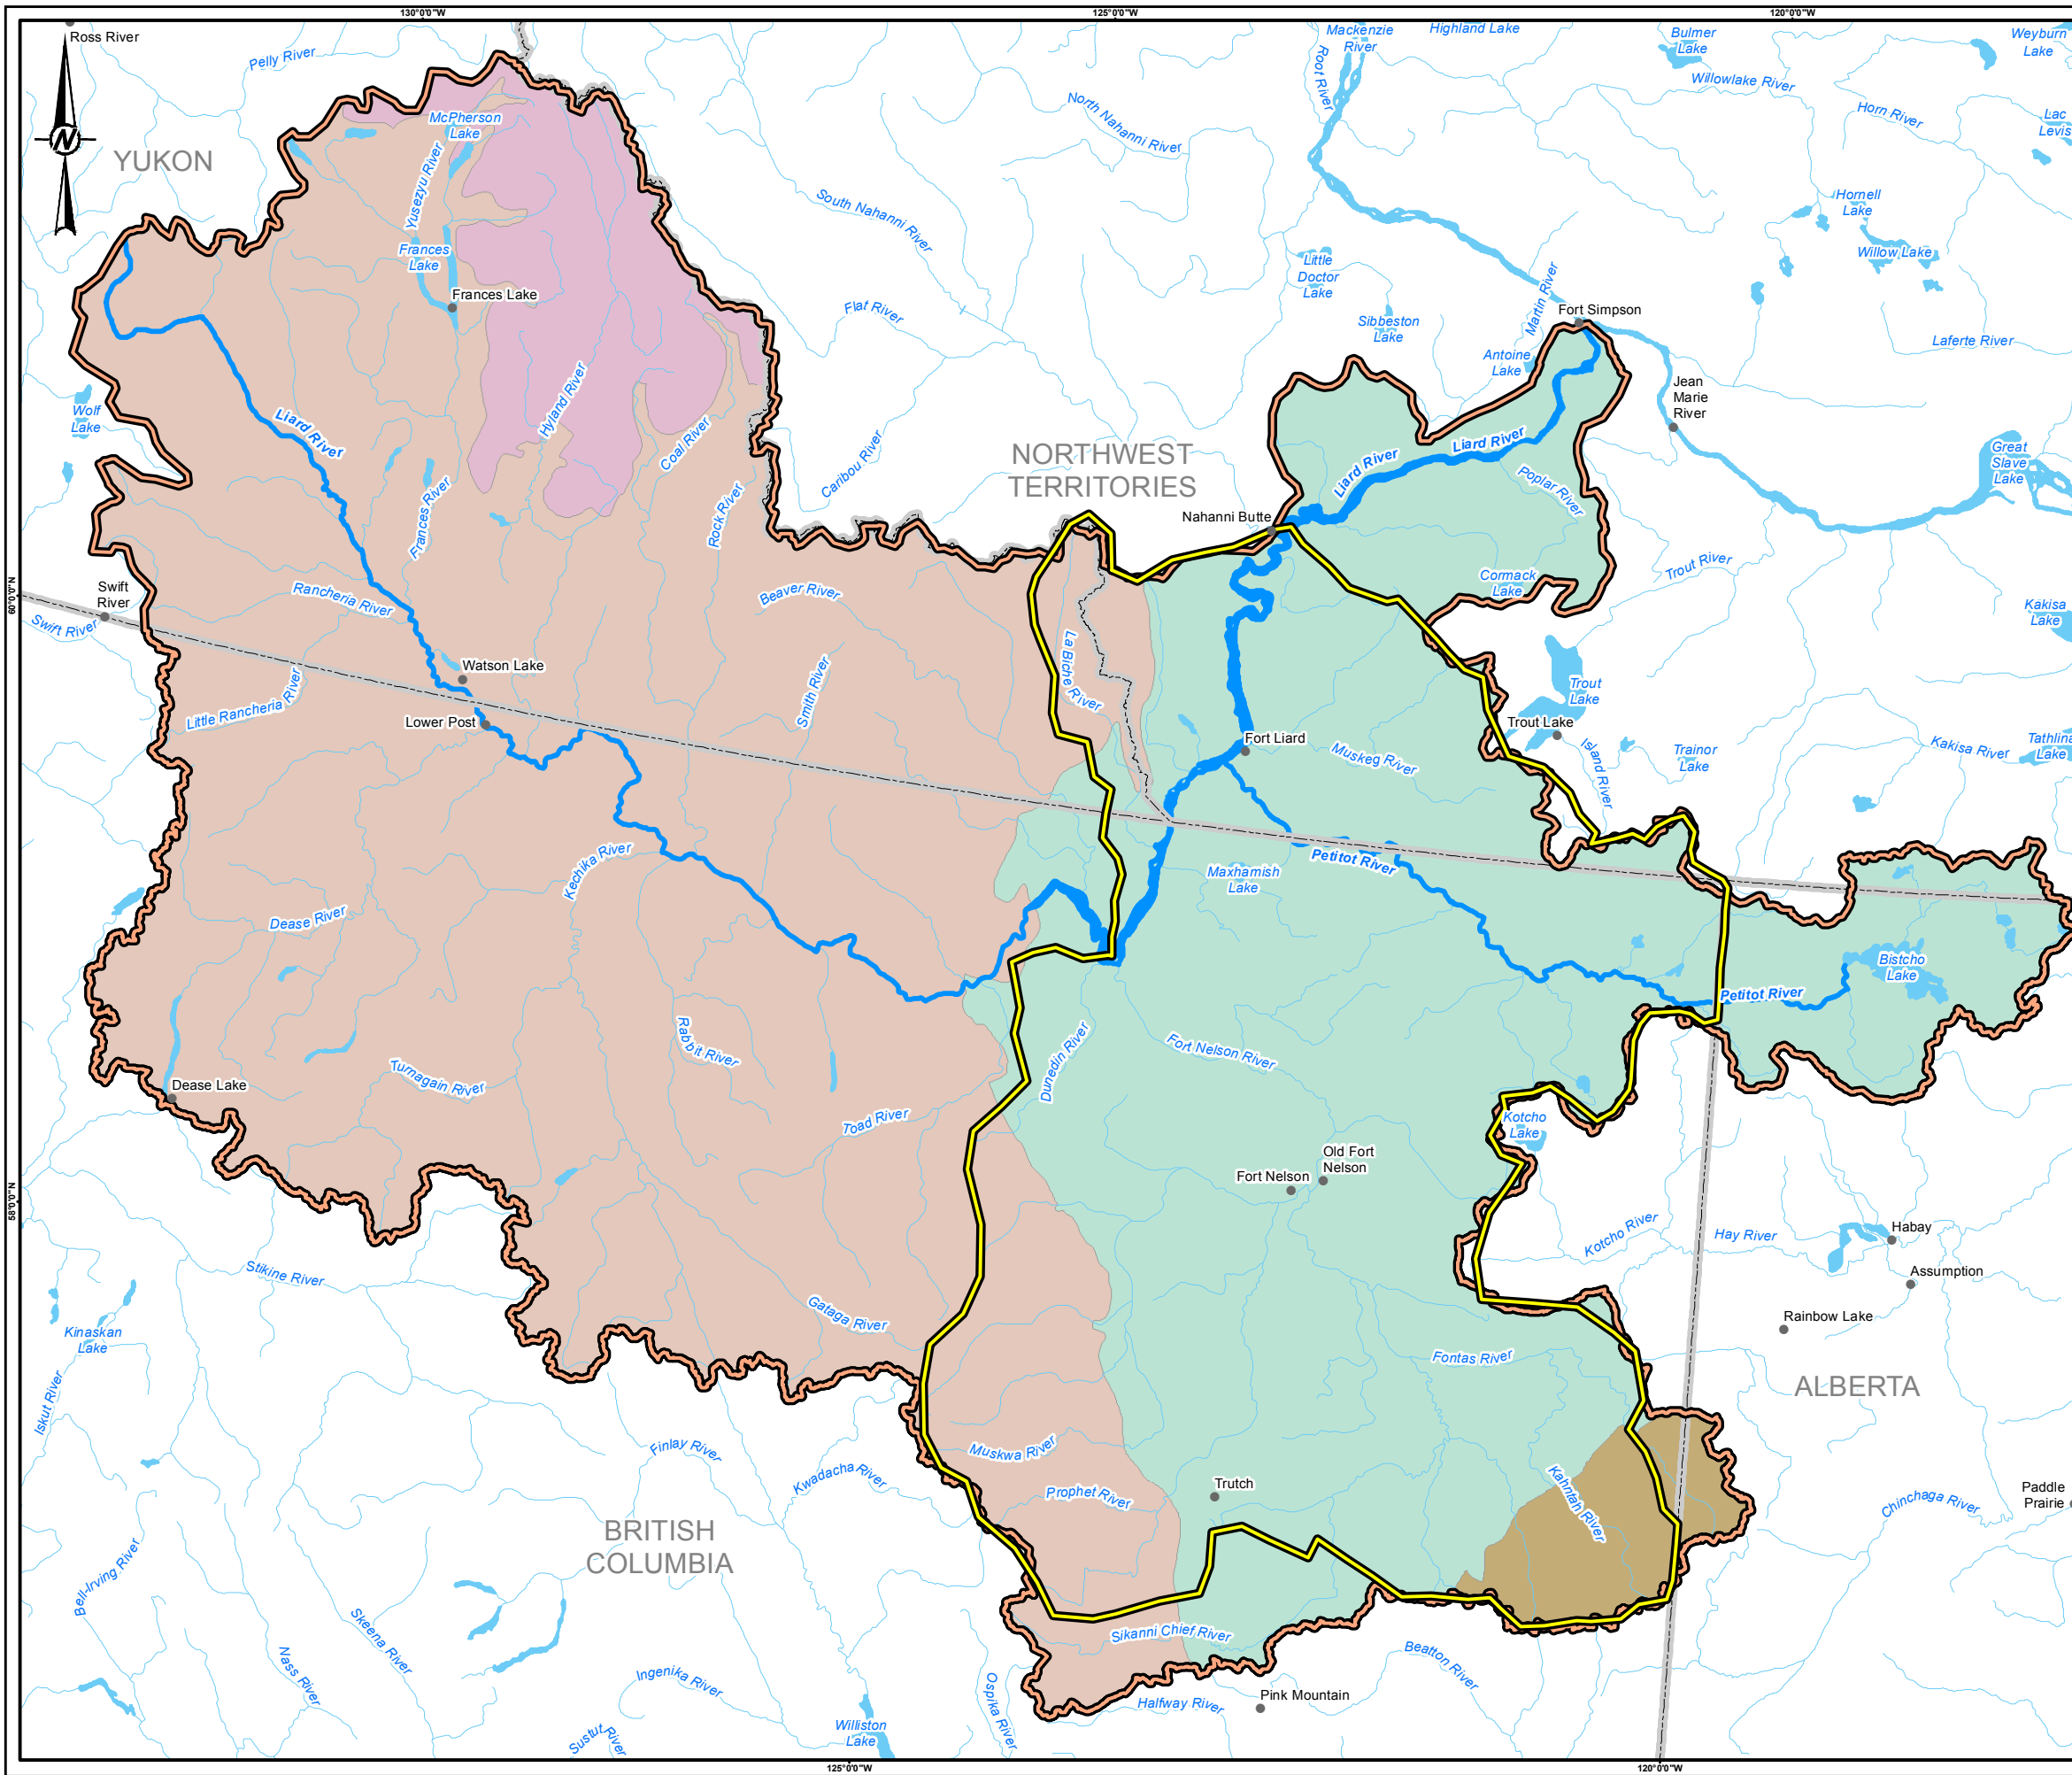 130°0'0"W
125°0'0"W
120°0'0"W
Ross River
Pelly River
Mackenzie
River
Highland Lake
Bulmer
Lake
Weyburn
Lake
Root River
Willowlake River
N
YUKON
McPherson
Lake
North Nahanni River
Horn River
Lac
Levis
Yusezyu River
South Nahanni River
Hornell
Lake
Willow Lake
Frances
Lake
Little
Doctor
Lake
Martin River
Frances Lake
Flat River
Fort Simpson
Sibbeston
Lake
Laferte River
Antoine
Lake
Jean
Marie
River
Wolf
Lake
Liard River
Hyland River
Coal River
Caribou River
NORTHWEST
TERRITORIES
Liard River
Liard River
Great
Slave
Lake
Poplar River
Frances River
Rock River
Nahanni Butte
Trout River
Swift
River
60°0'0"N
Swift River
Rancheria River
Beaver River
Cormack
Lake
Kakisa
Lake
La Biche River
Watson Lake
Little Rancheria River
Smith River
Trout
Lake
Lower Post
Trout Lake
Fort Liard
Muskeg River
Island River
Trainor
Lake
Kakisa River
Tathlina
Lake
Kechika River
Maxhamish
Lake
Petitot River
Dease River
Bistcho
Lake
Petitot River
Rabbit River
Dunedin River
Fort Nelson River
Dease Lake
Turnagain River
Toad River
Kotcho
Lake
Old Fort
Nelson
Fort Nelson
58°0'0"N
Kotcho River
Hay River
Habay
Stikine River
Assumption
Gataga River
Kinaskan
Lake
Rainbow Lake
Fontas River
ALBERTA
Iskut River
Finlay River
Muskwa River
Kwadacha River
Prophet River
Trutch
Kahntah River
Chinchaga River
Paddle
Prairie
BRITISH
COLUMBIA
Bell-Irving River
Skeena River
Sikanni Chief River
Beatton River
Nass River
Ingenika River
Ospika River
Pink Mountain
Halfway River
Sustut River
Williston
Lake
125°0'0"W
120°0'0"W